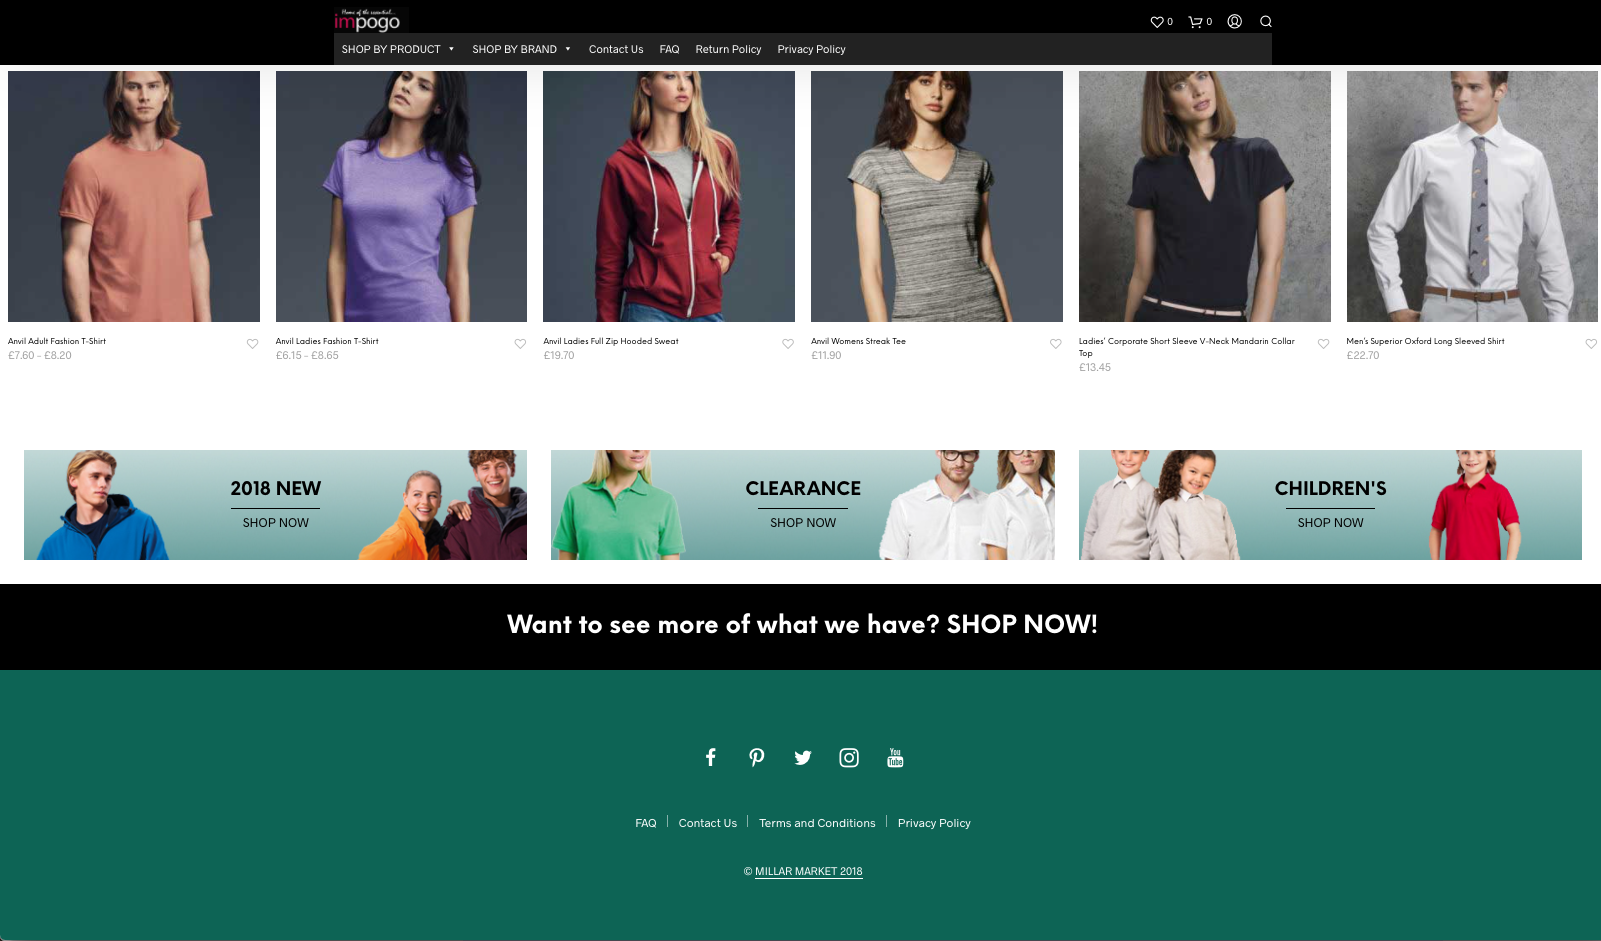 Home of the essential...
impogo
0
0
SHOP BY PRODUCT
SHOP BY BRAND
Contact Us
FAQ
Return Policy
Privacy Policy
Anvil Adult Fashion T-Shirt
£7.60 – £8.20
Anvil Ladies Fashion T-Shirt
£6.15 – £8.65
Anvil Ladies Full Zip Hooded Sweat
£19.70
Anvil Womens Streak Tee
£11.90
Ladies' Corporate Short Sleeve V-Neck Mandarin Collar
Top
£13.45
Men's Superior Oxford Long Sleeved Shirt
£22.70
2018 NEW
SHOP NOW
CLEARANCE
SHOP NOW
CHILDREN'S
SHOP NOW
Want to see more of what we have? SHOP NOW!
You
Tube
FAQ
Contact Us
Terms and Conditions
Privacy Policy
© MILLAR MARKET 2018